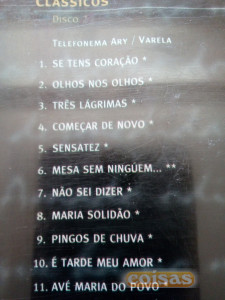 CLÁSSICOS
Disco 1
TELEFONEMA ARY / VARELA
1. SE TENS CORAÇÃO *
2. OLHOS NOS OLHOS *
3. TRÊS LÁGRIMAS *
4. COMEÇAR DE NOVO *
5. SENSATEZ *
6. MESA SEM NINGÚEM... **
7. NÃO SEI DIZER *
8. MARIA SOLIDÃO *
9. PINGOS DE CHUVA *
10. É TARDE MEU AMOR *
11. AVÉ MARIA DO POVO
coisas